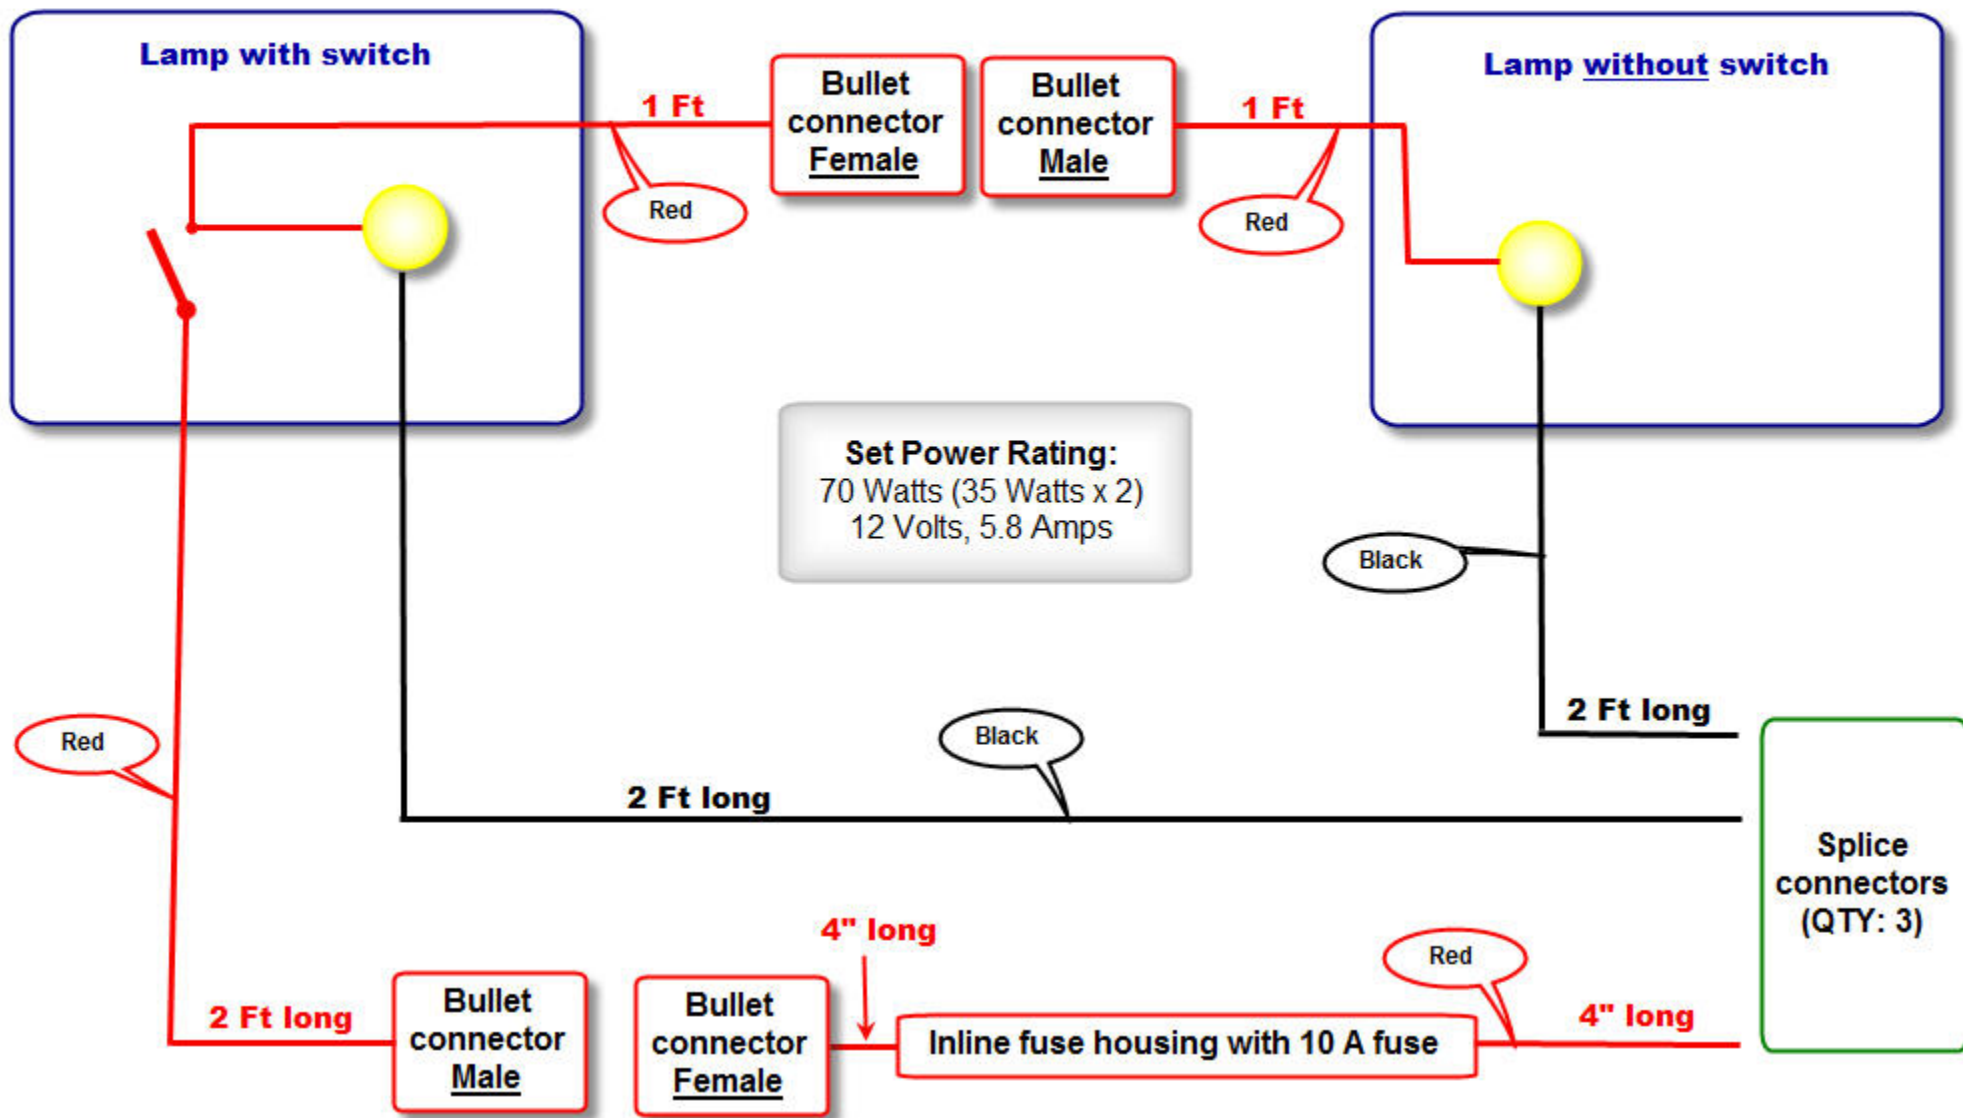 Lamp with switch
1 Ft
Red
Bullet
connector
Female
Bullet
connector
Male
1 Ft
Red
Lamp without switch
Set Power Rating:
70 Watts (35 Watts x 2)
12 Volts, 5.8 Amps
Black
2 Ft long
Red
Black
2 Ft long
Splice
connectors
(QTY: 3)
2 Ft long
Bullet
connector
Male
Bullet
connector
Female
4" long
Inline fuse housing with 10 A fuse
Red
4" long